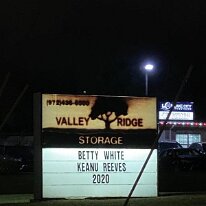 VALLEY RIDGE
STORAGE
BETTY WHITE
KEANU REEVES
2020